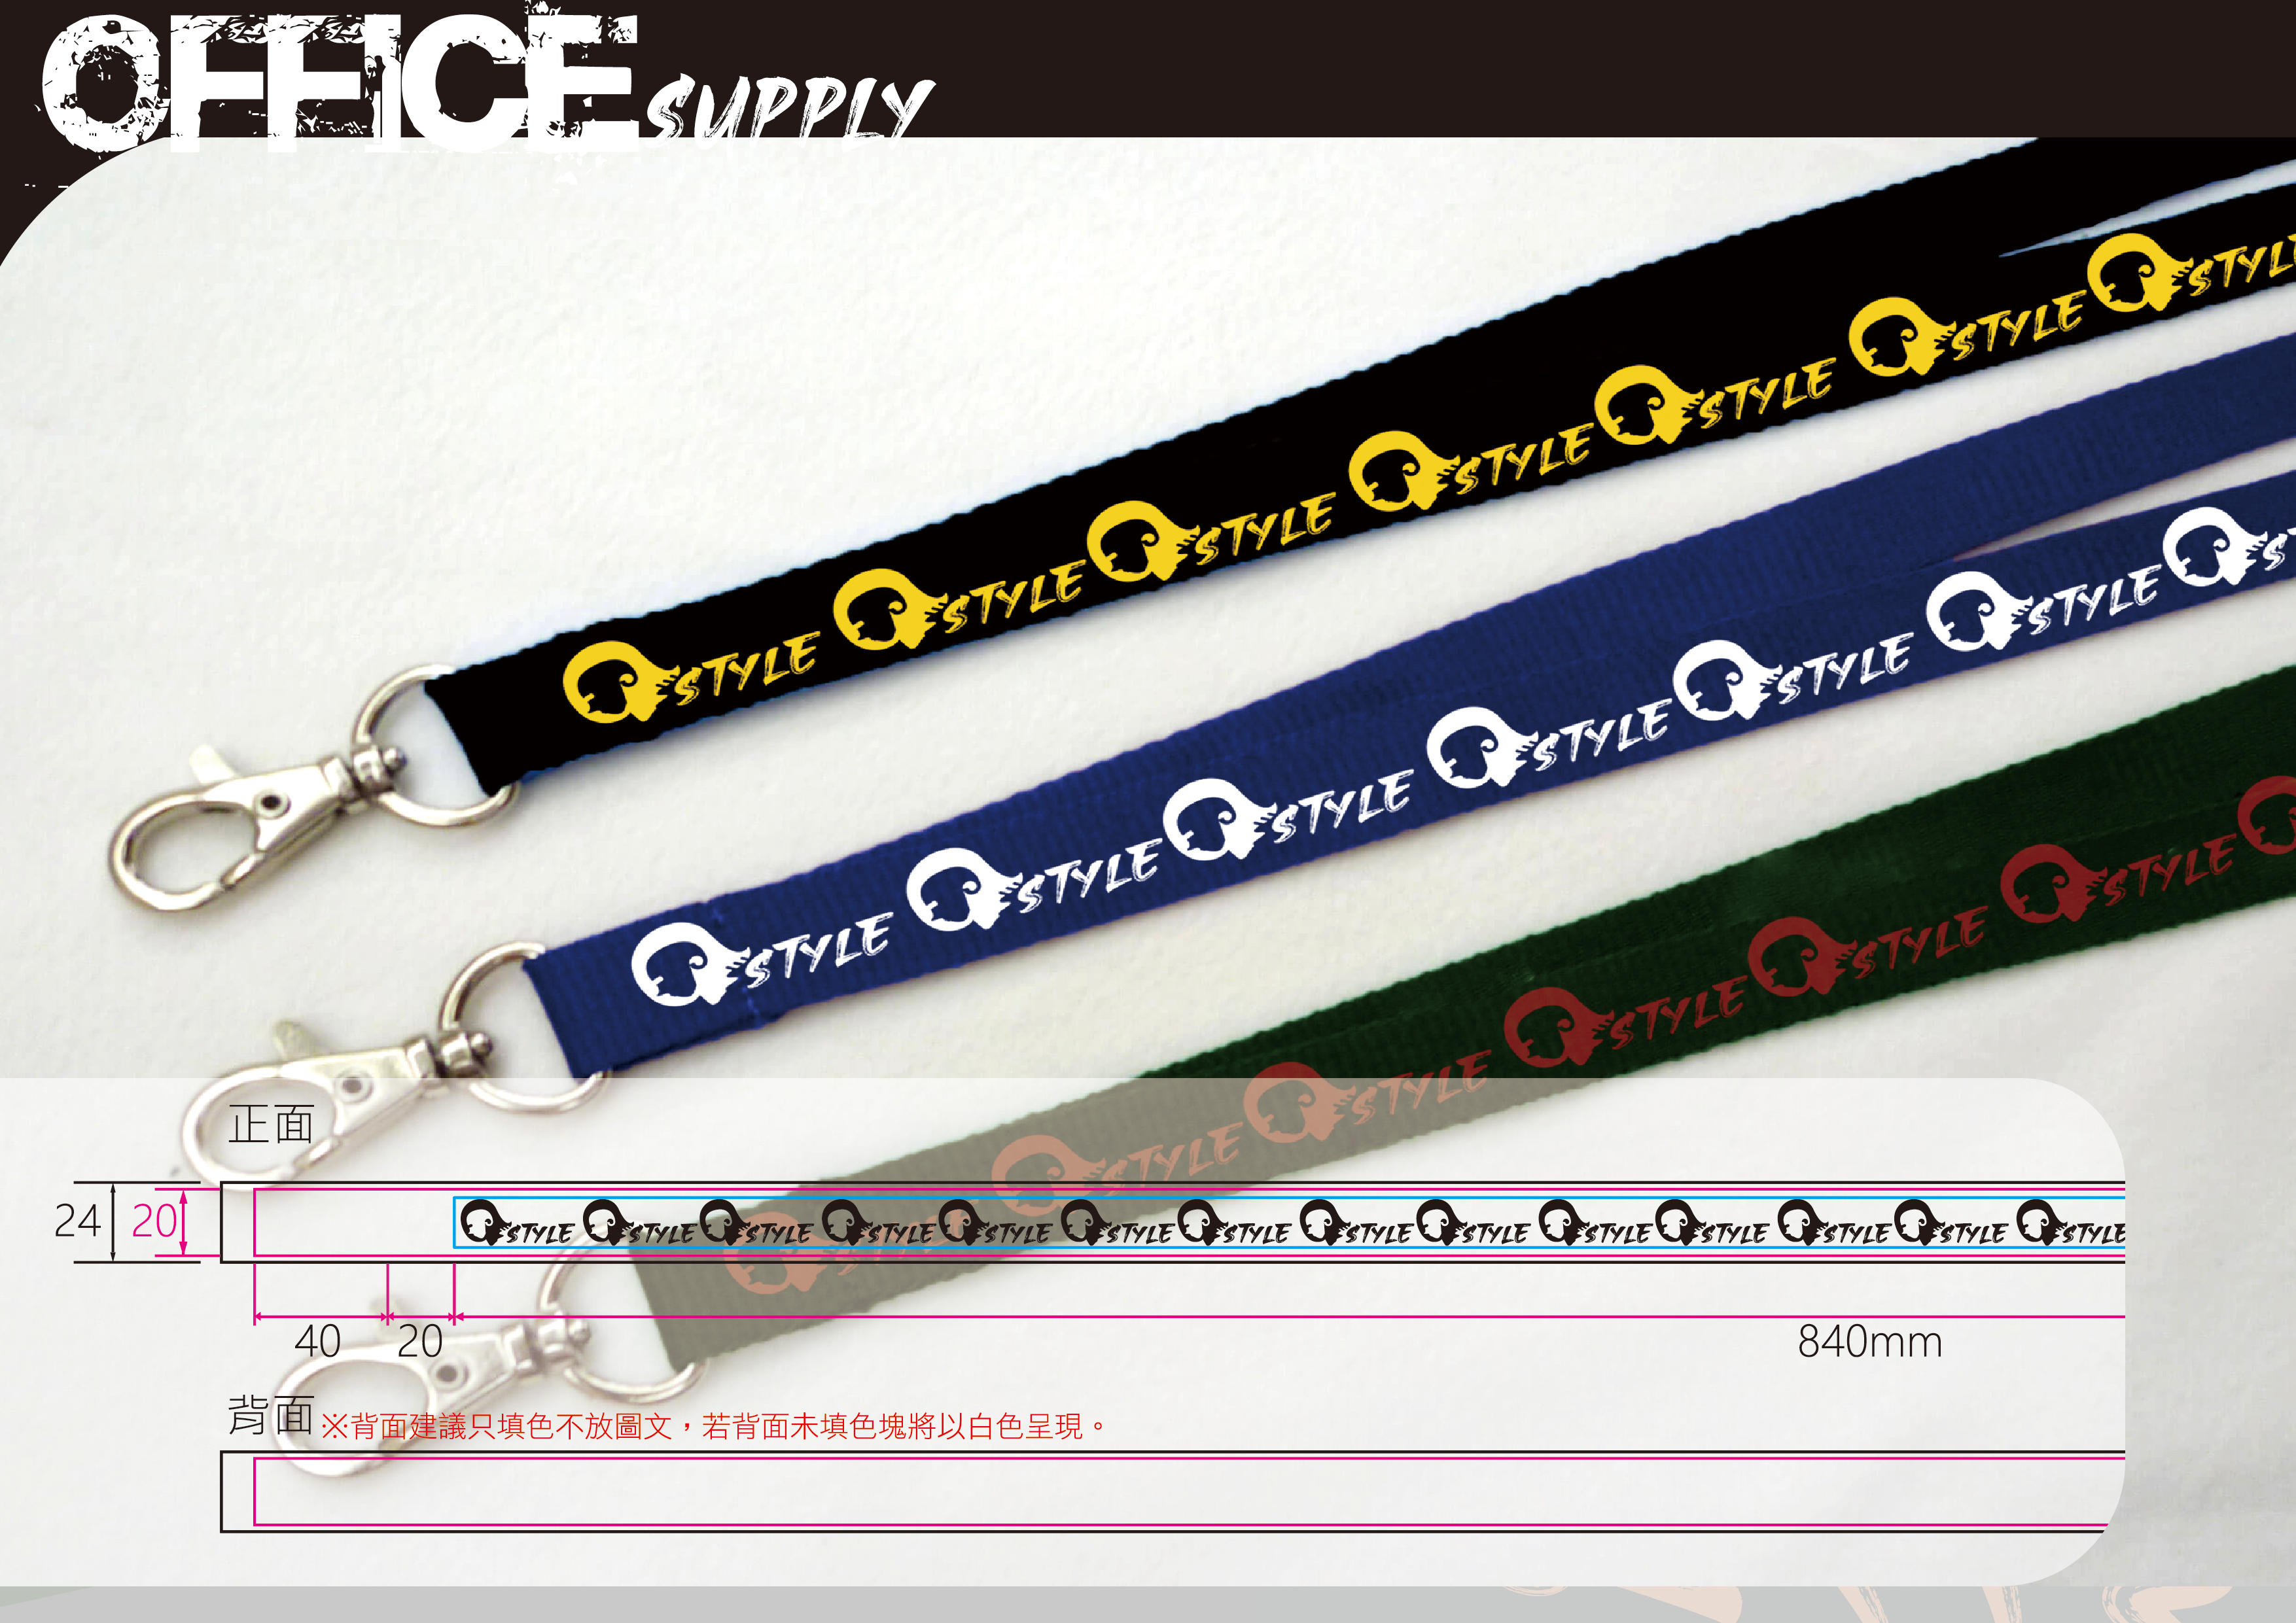 OFFICE SUPPLY
STYLE STYLE STYLE STYLE STYLE STYLE STYL
STYLE STYLE STYLE STYLE STYLE STYLE ST
STYLE STYLE STYLE STYLE STYLE STYLE
正面
24 20
STYLE STYLE STYLE STYLE STYLE STYLE STYLE STYLE STYLE STYLE STYLE STYLE STYLE STYLE
40 20 840mm
背面 ※背面建議只填色不放圖文，若背面未填色塊將以白色呈現。